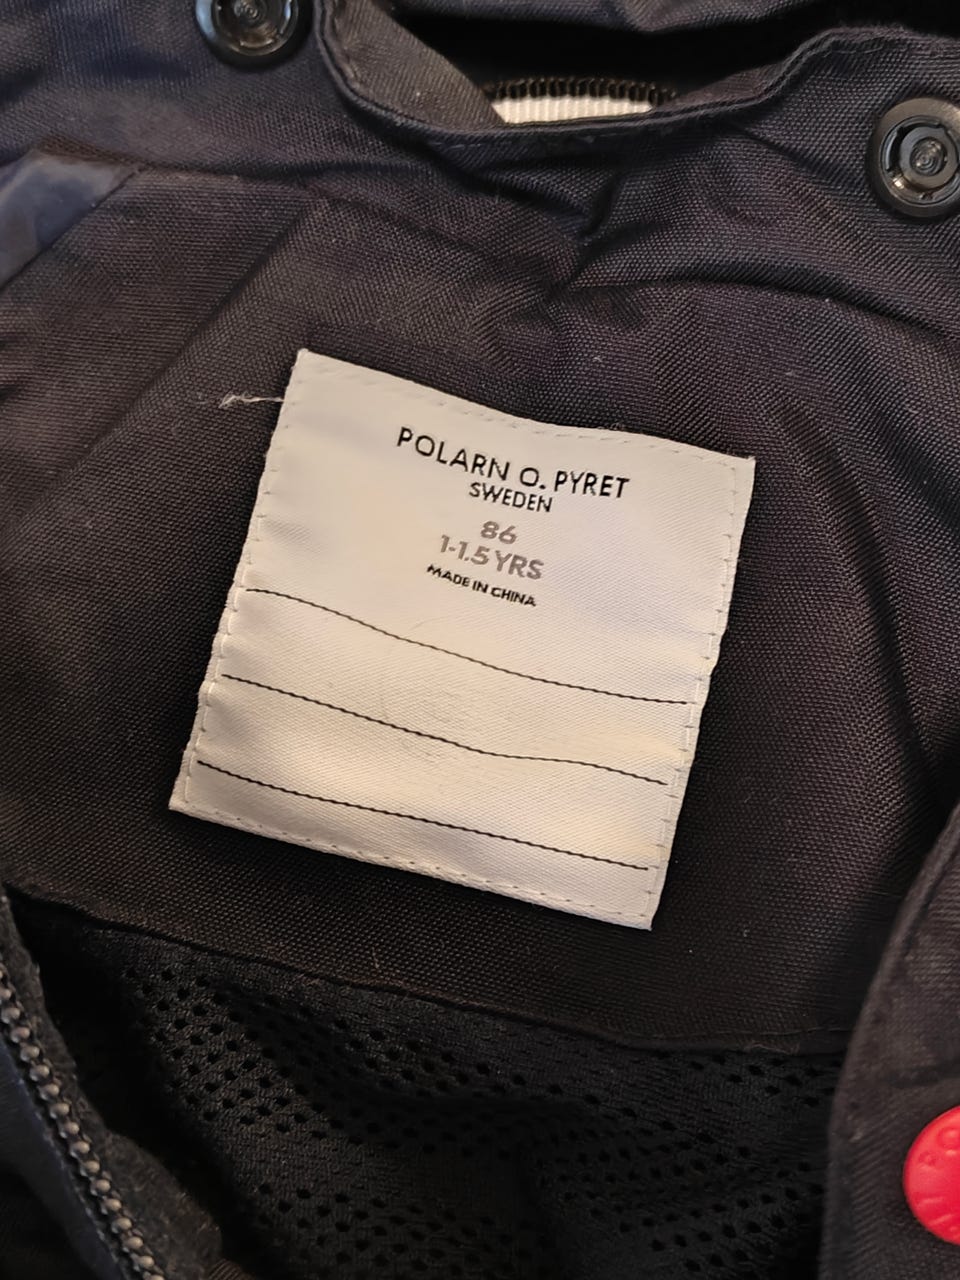 POLARN O. PYRET
SWEDEN
86
1-1.5 YRS
MADE IN CHINA